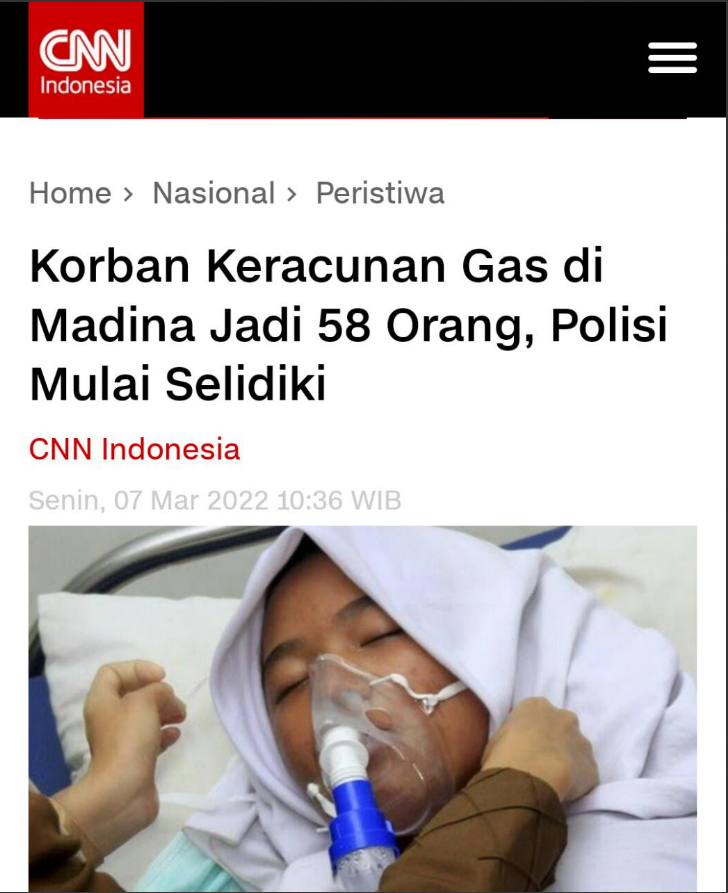 CNN
Indonesia
Home › Nasional › Peristiwa
Korban Keracunan Gas di
Madina Jadi 58 Orang, Polisi
Mulai Selidiki
CNN Indonesia
Senin, 07 Mar 2022 10:36 WIB